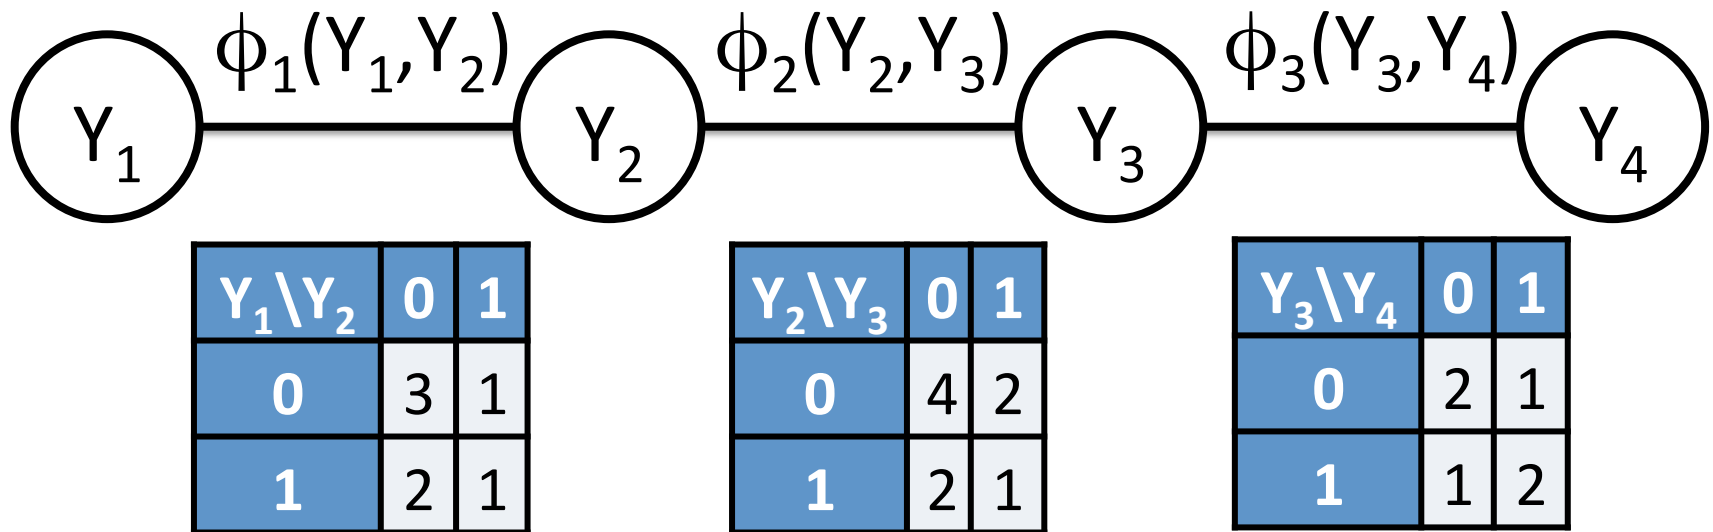 ϕ₁(Y₁,Y₂) ϕ₂(Y₂,Y₃) ϕ₃(Y₃,Y₄)
Y₁ Y₂ Y₃ Y₄
Y₁\Y₂ 0 1
0 3 1
1 2 1
Y₂\Y₃ 0 1
0 4 2
1 2 1
Y₃\Y₄ 0 1
0 2 1
1 1 2